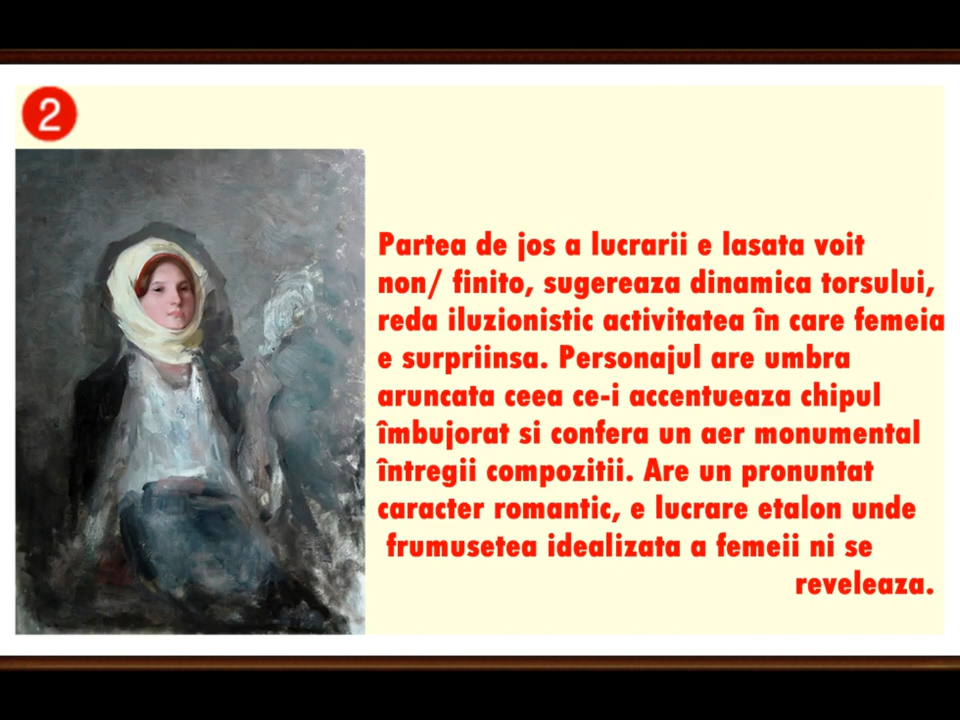 2
Partea de jos a lucrarii e lasata voit
non/ finito, sugereaza dinamica torsului,
reda iluzionistic activitatea în care femeia
e surpriinsa. Personajul are umbra
aruncata ceea ce-i accentueaza chipul
îmbujorat si confera un aer monumental
întregii compozitii. Are un pronuntat
caracter romantic, e lucrare etalon unde
frumusetea idealizata a femeii ni se
reveleaza.